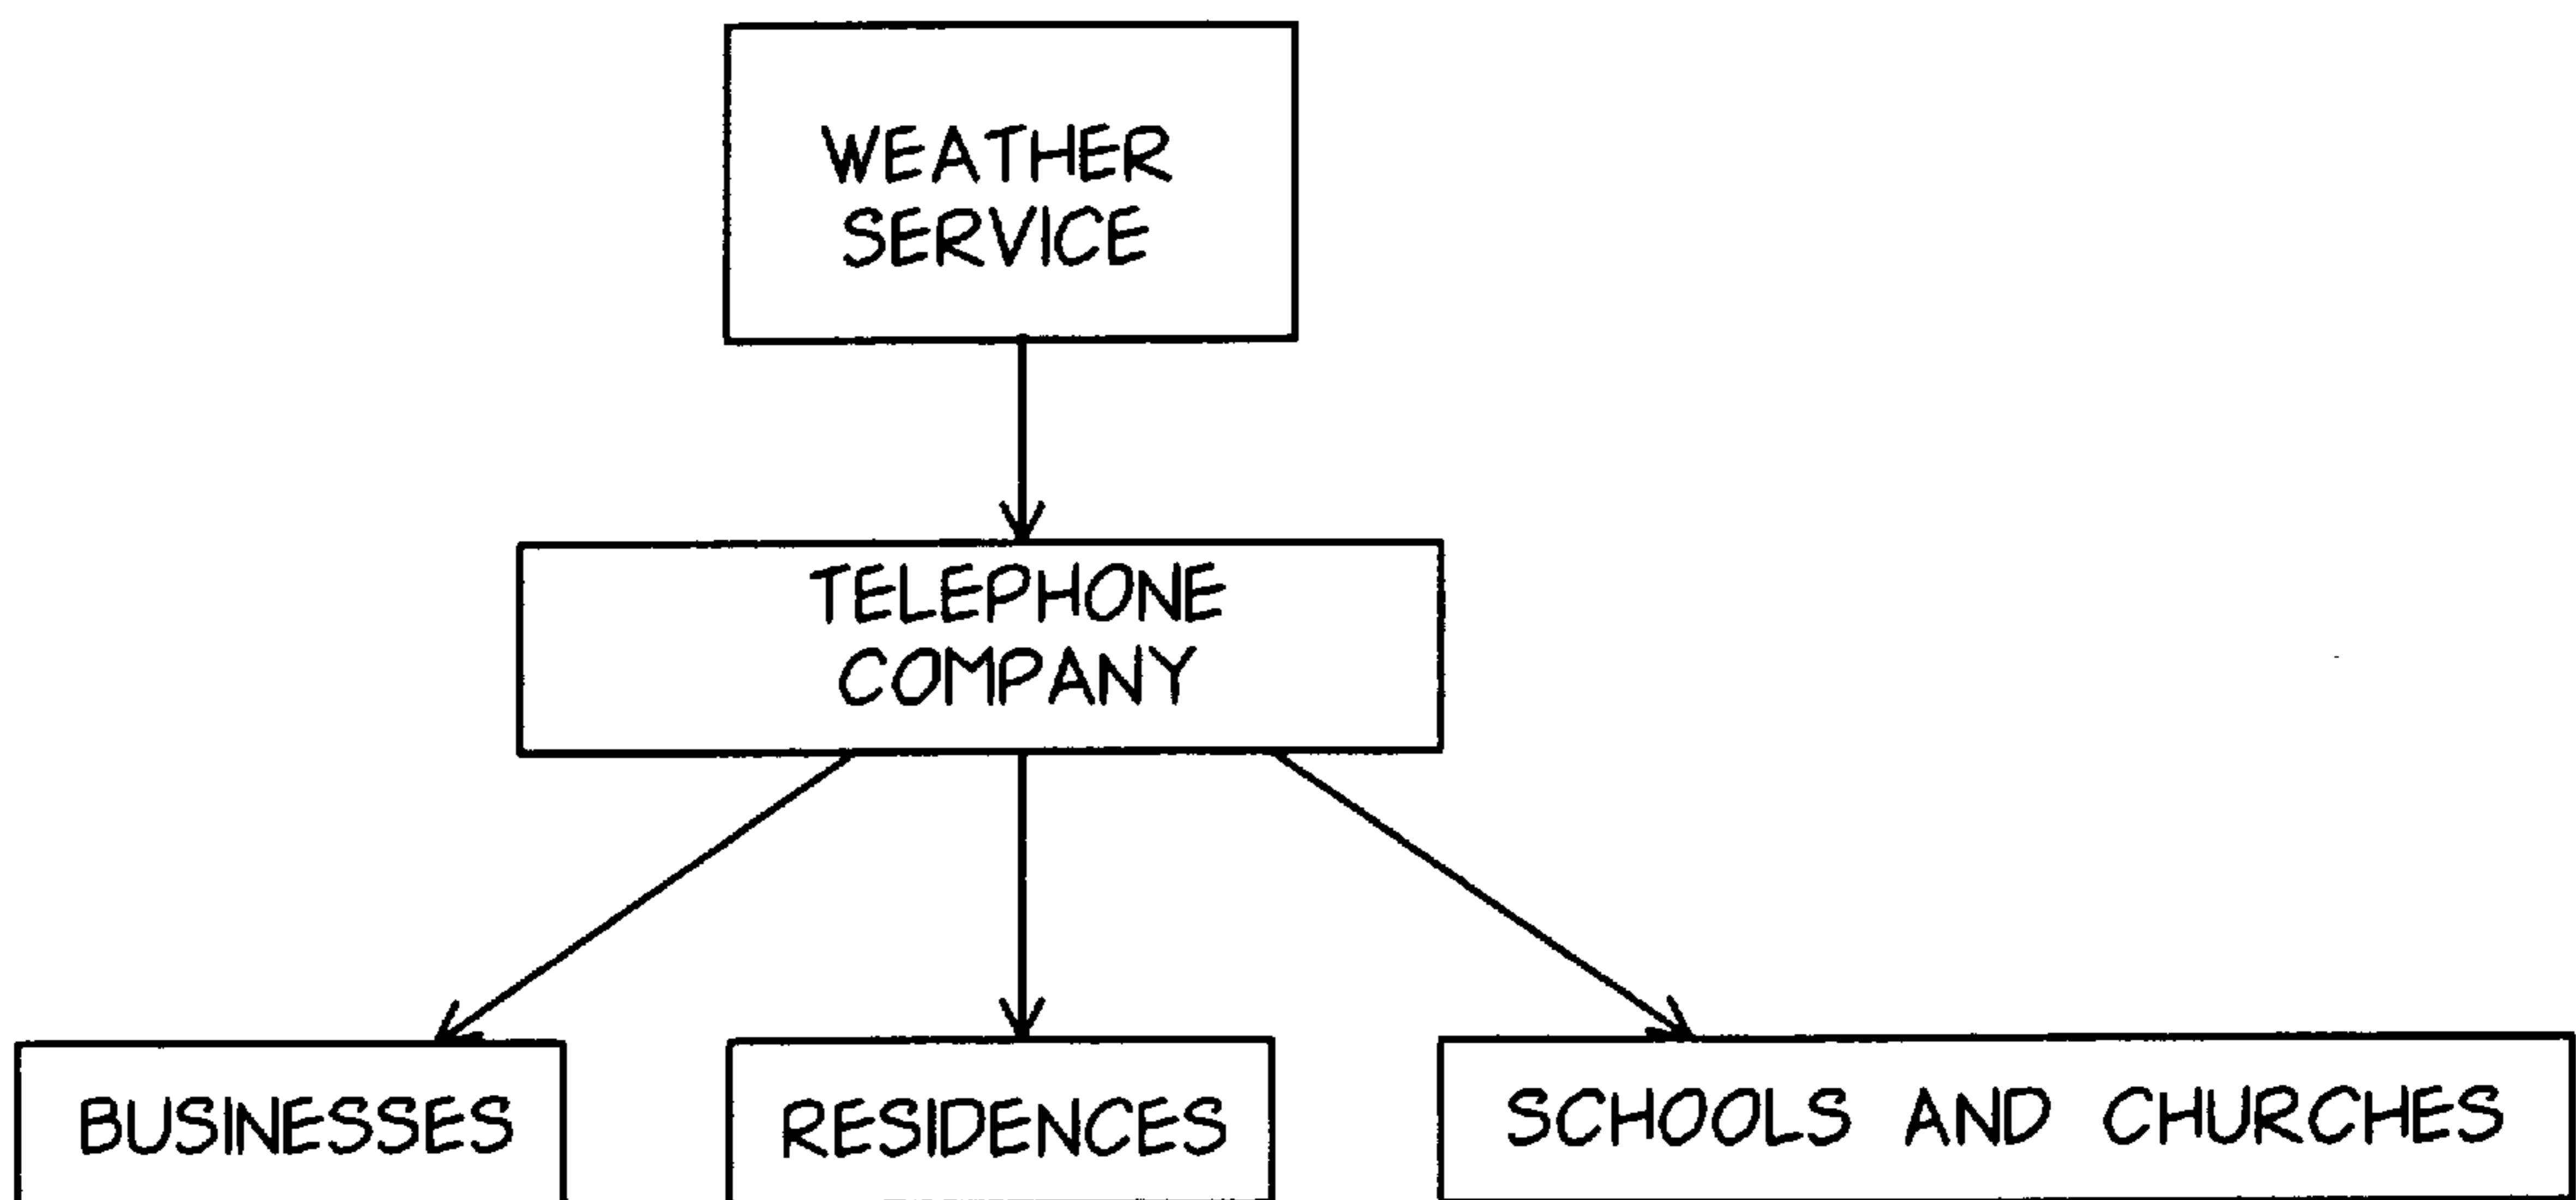 WEATHER
SERVICE
TELEPHONE
COMPANY
BUSINESSES
RESIDENCES
SCHOOLS AND CHURCHES